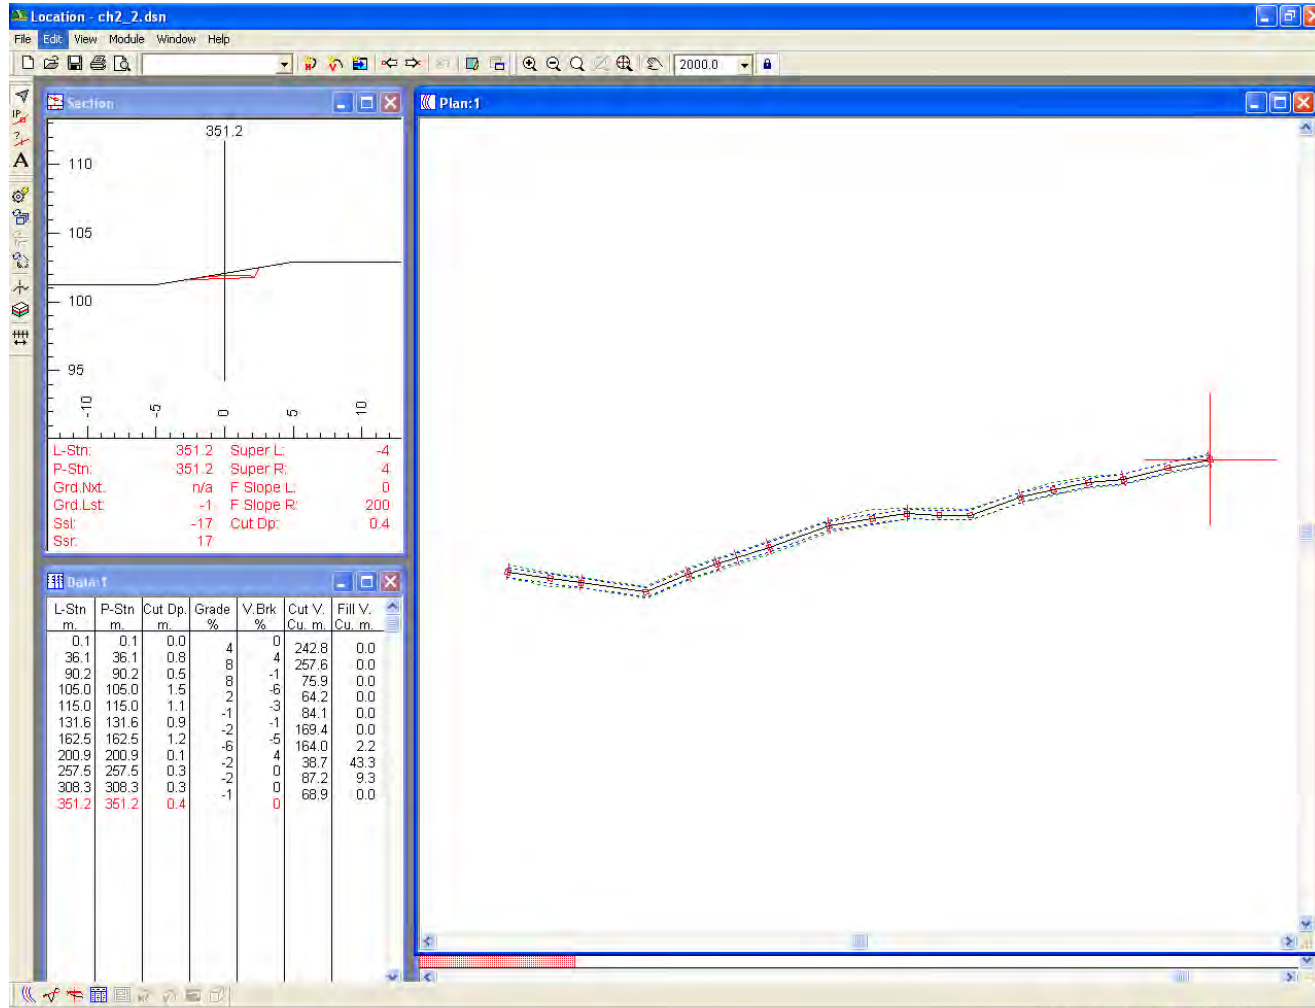 Location - ch2_2.dsn
File Edit View Module Window Help
2000.0
IP
?
A
Section
351.2
110
105
100
95
-10 -5 0 5 10
L-Stn: 351.2 Super L: -4
P-Stn: 351.2 Super R: 4
Grd.Nxt. n/a F Slope L: 0
Grd.Lst: -1 F Slope R: 200
Ssl: -17 Cut Dp: 0.4
Ssr: 17
Plan:1
Data:1
L-Stn P-Stn Cut Dp. Grade V.Brk Cut V. Fill V.
m. m. m. % % Cu. m. Cu. m.
0.1 0.1 0.0 0
4 242.8 0.0
36.1 36.1 0.8 4
8 257.6 0.0
90.2 90.2 0.5 -1
8 75.9 0.0
105.0 105.0 1.5 -6
2 64.2 0.0
115.0 115.0 1.1 -3
-1 84.1 0.0
131.6 131.6 0.9 -1
-2 169.4 0.0
162.5 162.5 1.2 -5
-6 164.0 2.2
200.9 200.9 0.1 4
-2 38.7 43.3
257.5 257.5 0.3 0
-2 87.2 9.3
308.3 308.3 0.3 0
-1 68.9 0.0
351.2 351.2 0.4 0